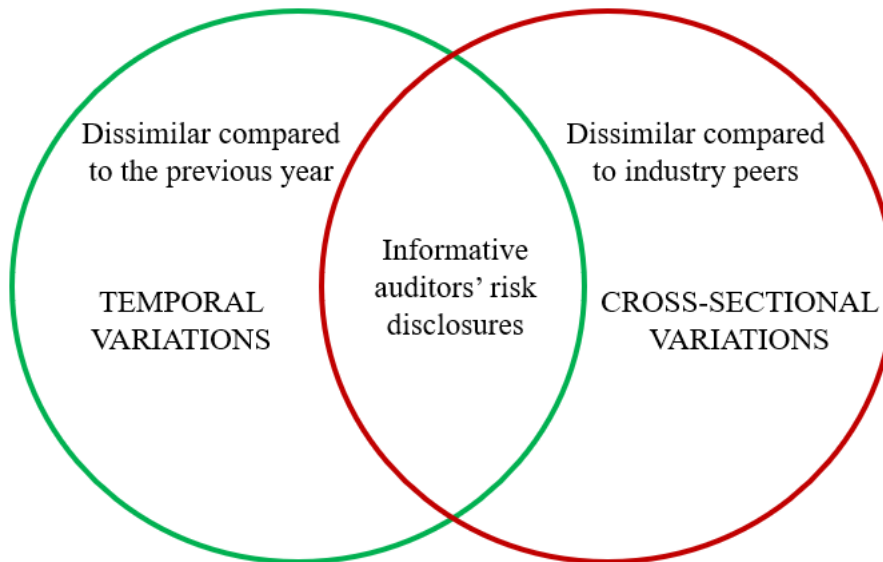 Dissimilar compared
to the previous year
TEMPORAL
VARIATIONS
Informative
auditors’ risk
disclosures
Dissimilar compared
to industry peers
CROSS-SECTIONAL
VARIATIONS